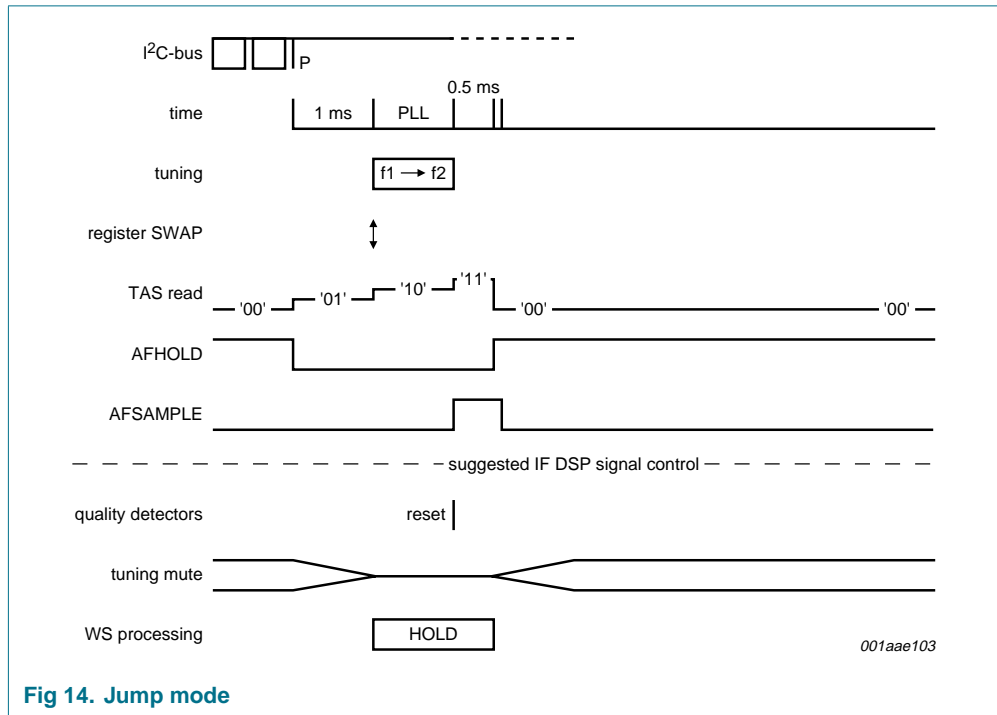 I²C-bus
P
0.5 ms
time 1 ms PLL
tuning f1 → f2
register SWAP
TAS read '00' '01' '10' '11' '00' '00'
AFHOLD
AFSAMPLE
suggested IF DSP signal control
quality detectors reset
tuning mute
WS processing HOLD
001aae103
Fig 14. Jump mode